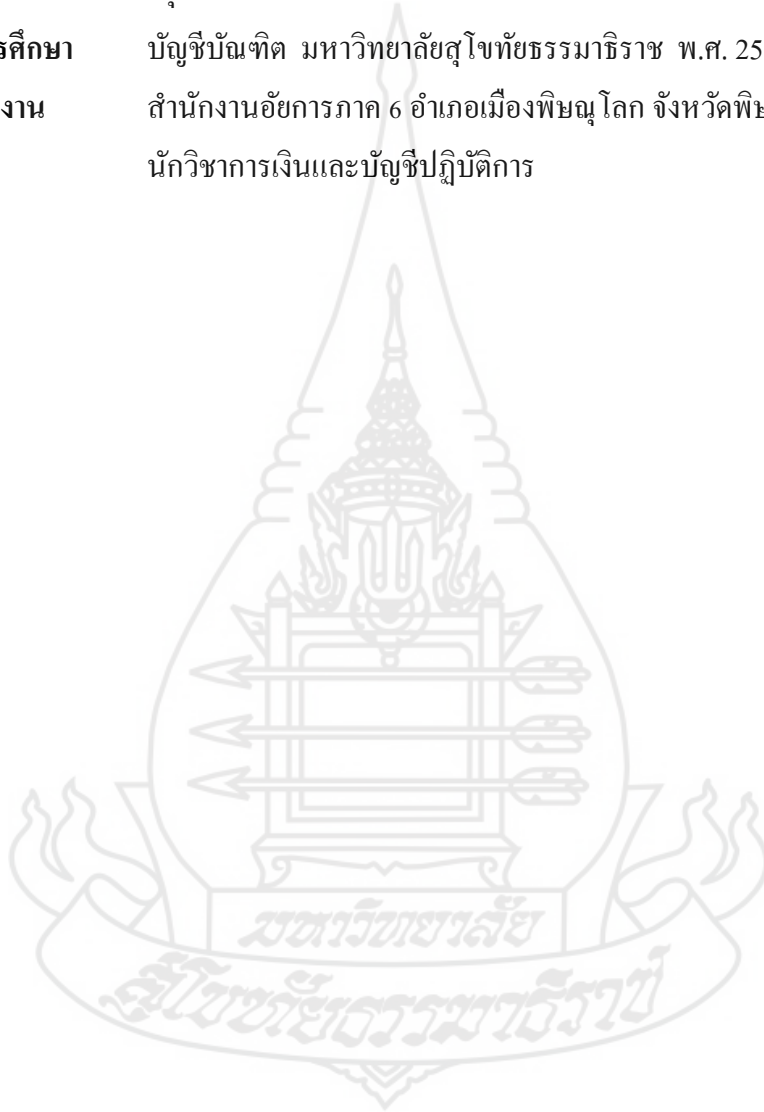 รศึกษา บัญชีบัณฑิต มหาวิทยาลัยสุโขทัยธรรมาธิราช พ.ศ. 25
งาน สำนักงานอัยการภาค 6 อำเภอเมืองพิษณุโลก จังหวัดพิษ
นักวิชาการเงินและบัญชีปฏิบัติการ
มหาวิทยาลัย
สุโขทัยธรรมาธิราช